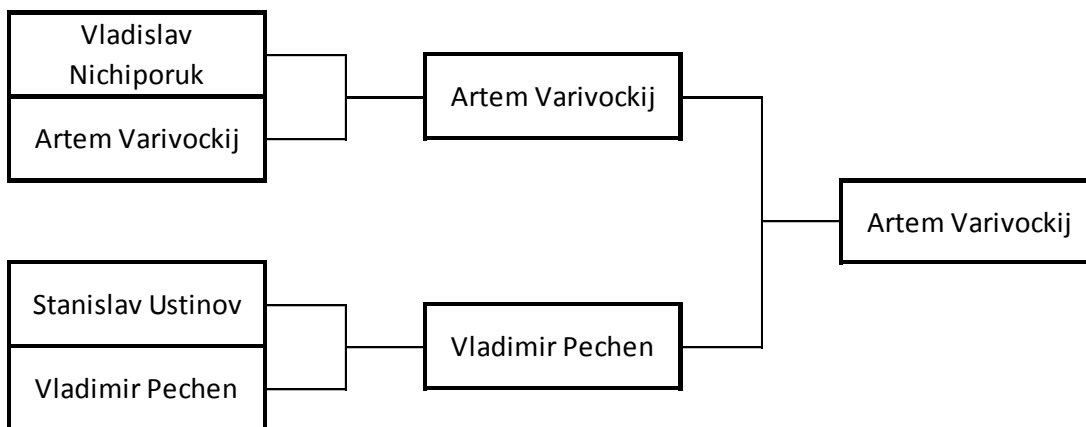 Vladislav
Nichiporuk
Artem Varivockij
Artem Varivockij
Artem Varivockij
Stanislav Ustinov
Vladimir Pechen
Vladimir Pechen